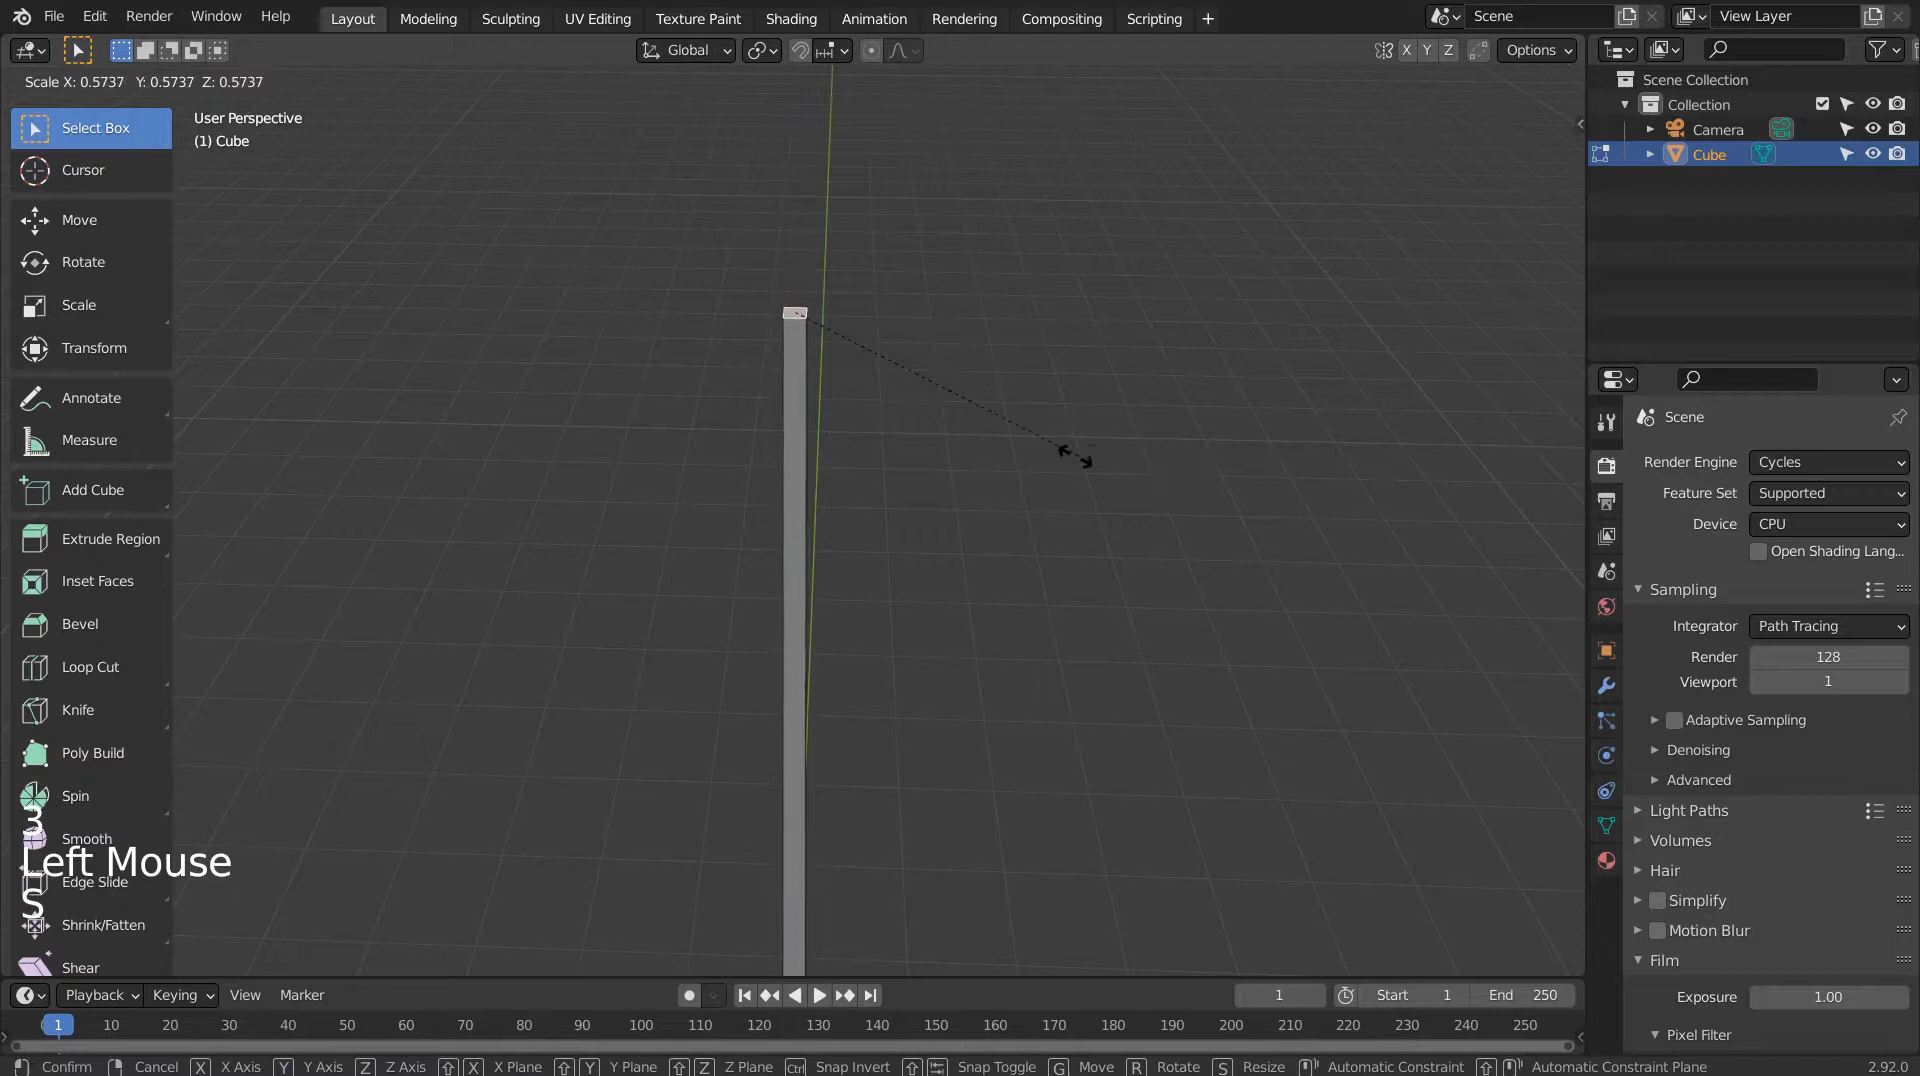 File Edit Render Window Help Layout Modeling Sculpting UV Editing Texture Paint Shading Animation Rendering Compositing Scripting + Scene View Layer
Global X Y Z Options
Scale X: 0.5737 Y: 0.5737 Z: 0.5737
User Perspective
(1) Cube
Select Box
Cursor
Move
Rotate
Scale
Transform
Annotate
Measure
Add Cube
Extrude Region
Inset Faces
Bevel
Loop Cut
Knife
Poly Build
Spin
3
Smooth
Left Mouse
Edge Slide
S
Shrink/Fatten
Shear
Scene Collection
Collection
Camera
Cube
Scene
Render Engine Cycles
Feature Set Supported
Device CPU
Open Shading Lang...
Sampling
Integrator Path Tracing
Render 128
Viewport 1
Adaptive Sampling
Denoising
Advanced
Light Paths
Volumes
Hair
Simplify
Motion Blur
Film
Exposure 1.00
Pixel Filter
Playback Keying View Marker 1 Start 1 End 250
1 10 20 30 40 50 60 70 80 90 100 110 120 130 140 150 160 170 180 190 200 210 220 230 240 250
Confirm Cancel X X Axis Y Y Axis Z Z Axis X X Plane Y Y Plane Z Z Plane Ctrl Snap Invert Snap Toggle G Move R Rotate S Resize Automatic Constraint Automatic Constraint Plane 2.92.0